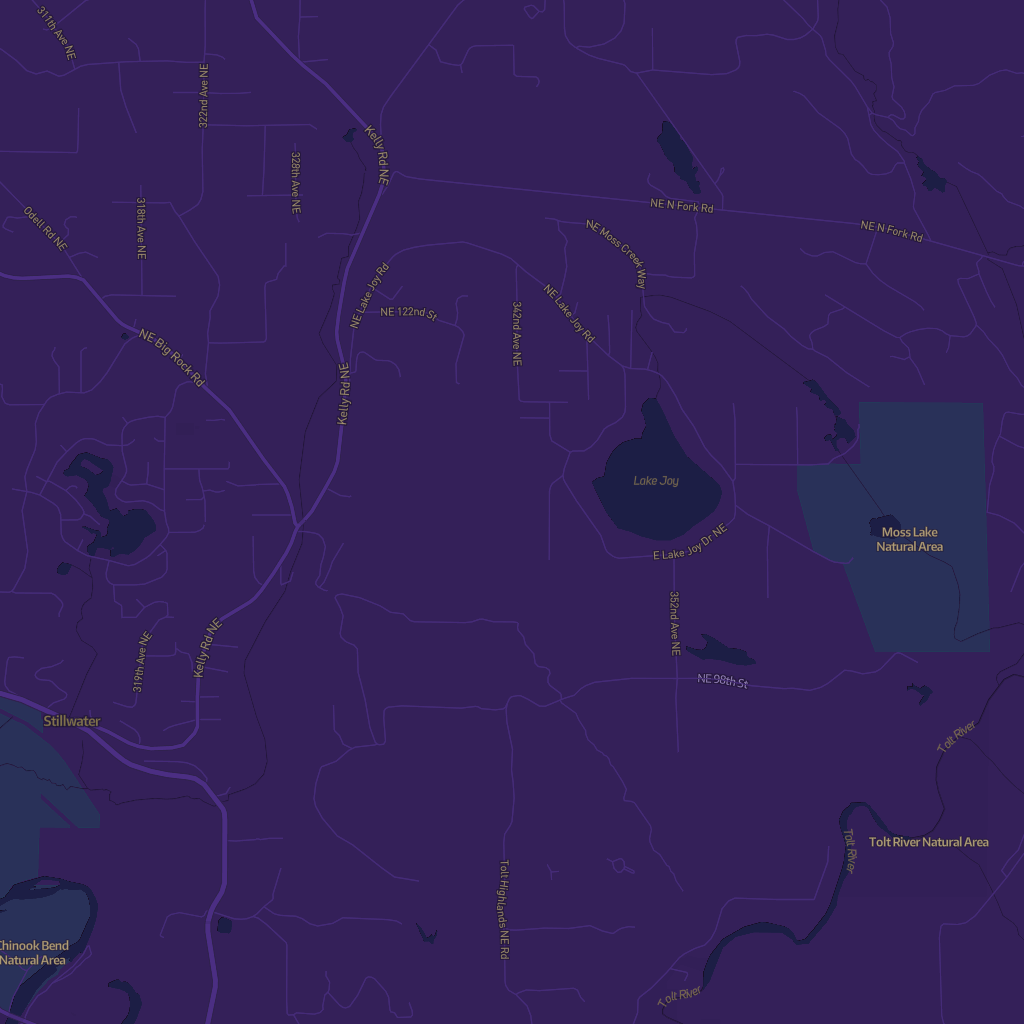 311th Ave NE
322nd Ave NE
Kelly Rd NE
328th Ave NE
318th Ave NE
Odell Rd NE
NE N Fork Rd
NE N Fork Rd
NE Moss Creek Way
NE Lake Joy Rd
NE 122nd St
NE Lake Joy Rd
342nd Ave NE
NE Big Rock Rd
Kelly Rd NE
Lake Joy
Moss Lake
Natural Area
E Lake Joy Dr NE
352nd Ave NE
319th Ave NE
Kelly Rd NE
NE 98th St
Stillwater
Tolt River
Tolt River
Tolt River Natural Area
Tolt Highlands NE Rd
Chinook Bend
Natural Area
Tolt River